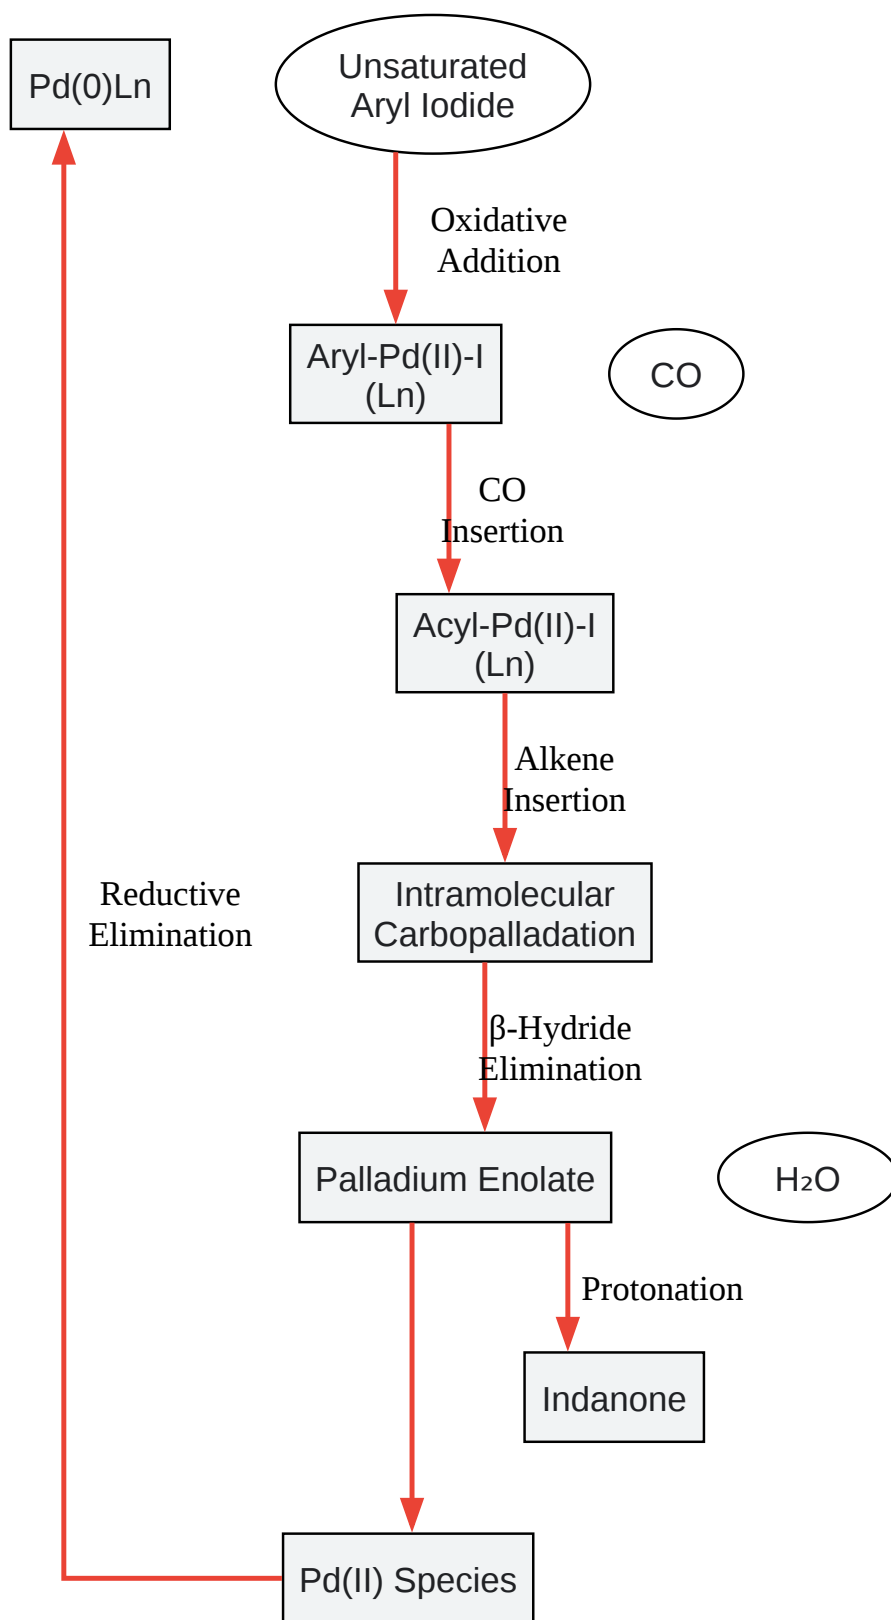 Pd(0)Ln
Unsaturated
Aryl Iodide
Oxidative
Addition
Aryl-Pd(II)-I
(Ln)
CO
CO
Insertion
Acyl-Pd(II)-I
(Ln)
Alkene
Insertion
Intramolecular
Carbopalladation
Reductive
Elimination
β-Hydride
Elimination
Palladium Enolate
H₂O
Protonation
Indanone
Pd(II) Species